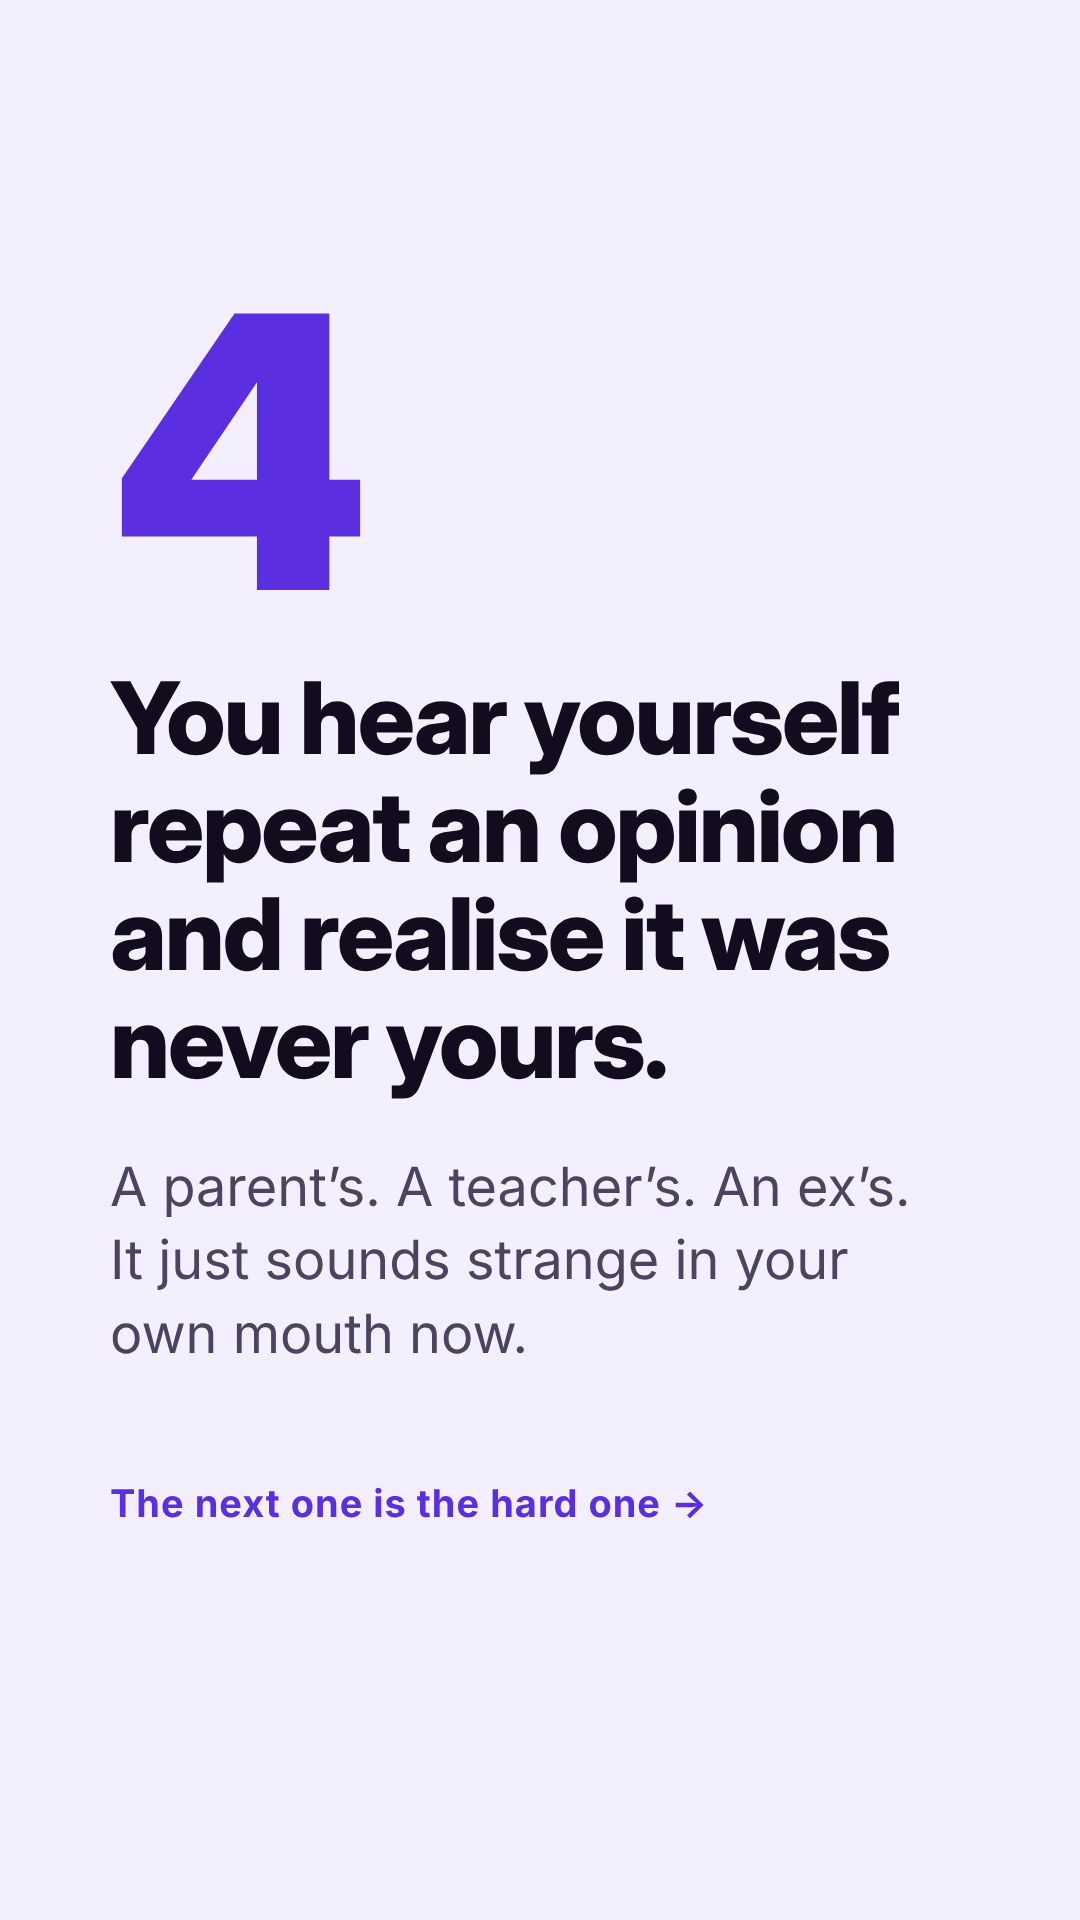 4
You hear yourself
repeat an opinion
and realise it was
never yours.
A parent’s. A teacher’s. An ex’s.
It just sounds strange in your
own mouth now.
The next one is the hard one →